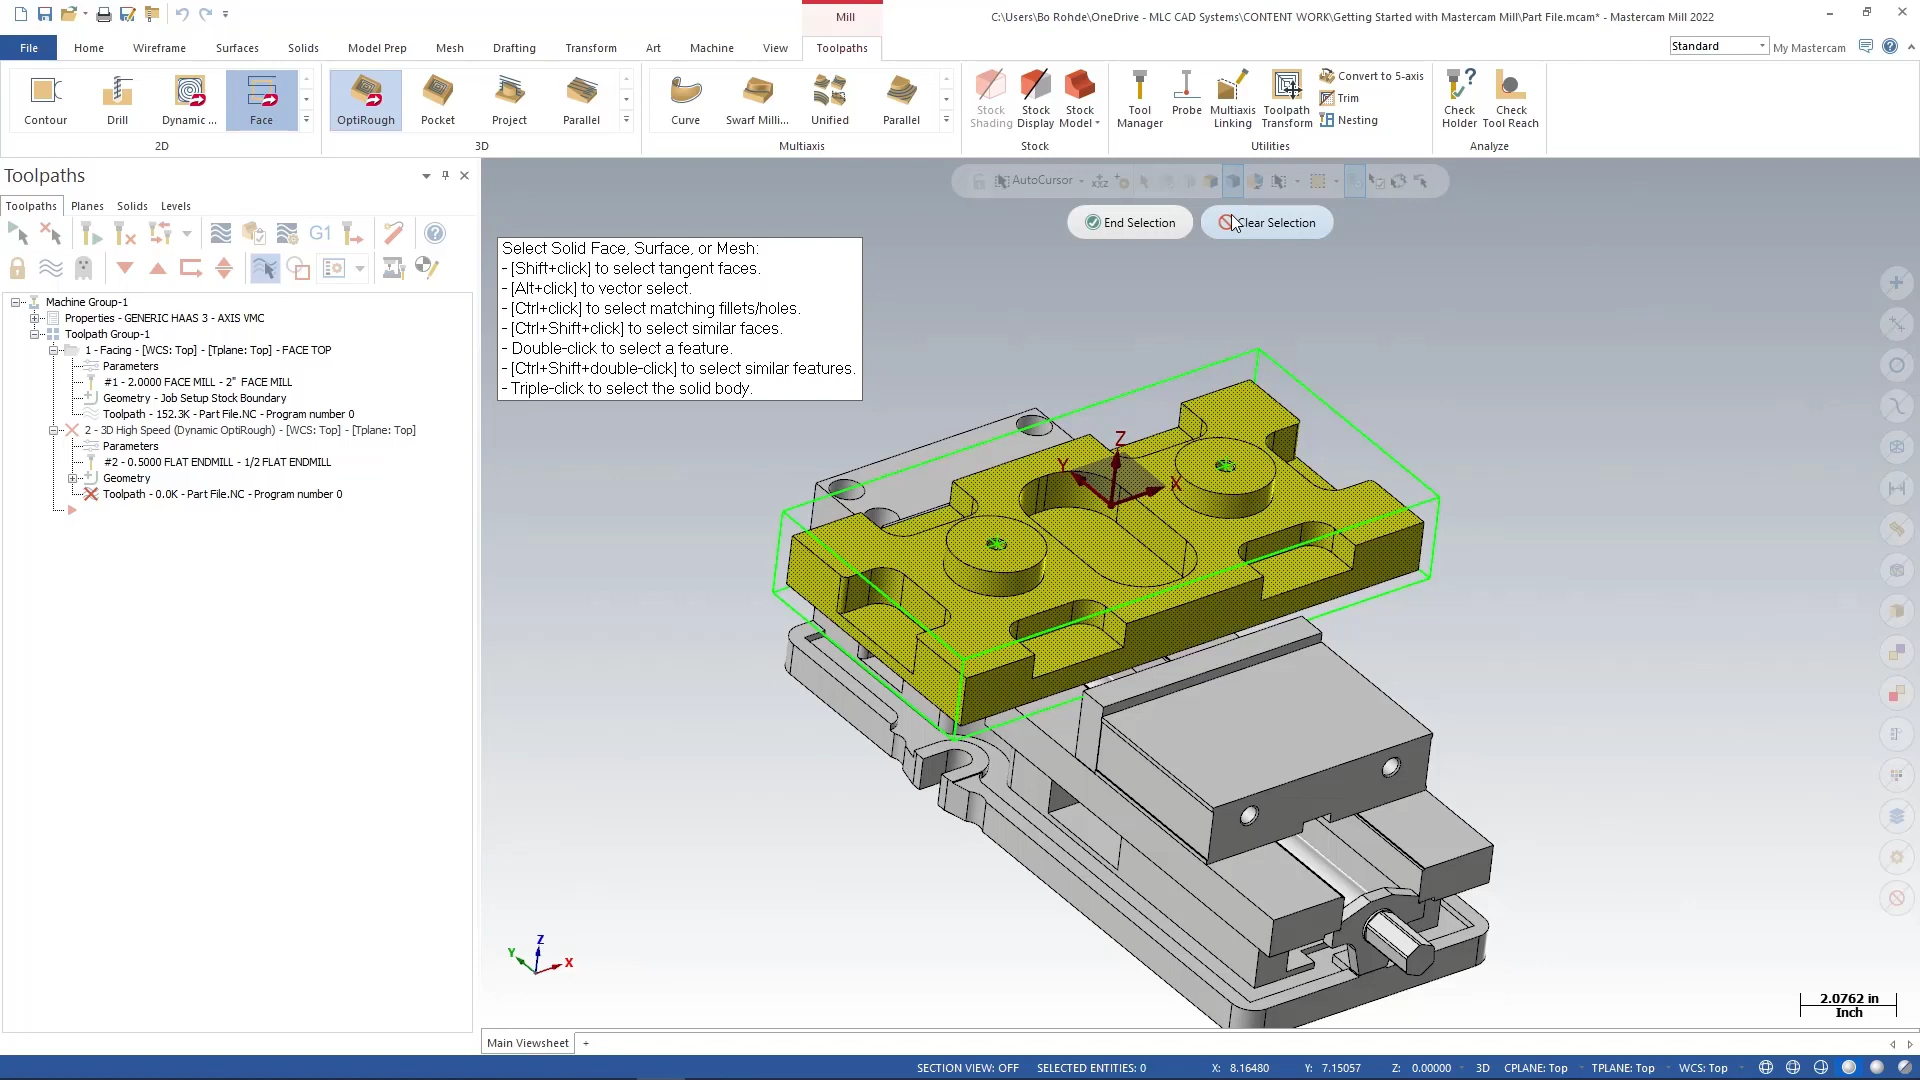 Mill
C:\Users\Bo Rohde\OneDrive - MLC CAD Systems\CONTENT WORK\Getting Started with Mastercam Mill\Part File.mcam* - Mastercam Mill 2022
File Home Wireframe Surfaces Solids Model Prep Mesh Drafting Transform Art Machine View Toolpaths
Standard My Mastercam
Contour Drill Dynamic ... Face
2D
OptiRough Pocket Project Parallel
3D
Curve Swarf Milli... Unified Parallel
Multiaxis
Stock Shading
Stock Display
Stock Model
Stock
Tool Manager
Probe
Multiaxis Linking
Toolpath Transform
Convert to 5-axis
Trim
Nesting
Utilities
Check Holder
Check Tool Reach
Analyze
Toolpaths
Toolpaths Planes Solids Levels
G1
Machine Group-1
Properties - GENERIC HAAS 3 - AXIS VMC
Toolpath Group-1
1 - Facing - [WCS: Top] - [Tplane: Top] - FACE TOP
Parameters
#1 - 2.0000 FACE MILL - 2" FACE MILL
Geometry - Job Setup Stock Boundary
Toolpath - 152.3K - Part File.NC - Program number 0
2 - 3D High Speed (Dynamic OptiRough) - [WCS: Top] - [Tplane: Top]
Parameters
#2 - 0.5000 FLAT ENDMILL - 1/2 FLAT ENDMILL
Geometry
Toolpath - 0.0K - Part File.NC - Program number 0
AutoCursor
End Selection
Clear Selection
Select Solid Face, Surface, or Mesh:
- [Shift+click] to select tangent faces.
- [Alt+click] to vector select.
- [Ctrl+click] to select matching fillets/holes.
- [Ctrl+Shift+click] to select similar faces.
- Double-click to select a feature.
- [Ctrl+Shift+double-click] to select similar features.
- Triple-click to select the solid body.
Z
Y
X
Z
Y
X
2.0762 in
Inch
Main Viewsheet +
SECTION VIEW: OFF SELECTED ENTITIES: 0 X: 8.16480 Y: 7.15057 Z: 0.00000 3D CPLANE: Top TPLANE: Top WCS: Top